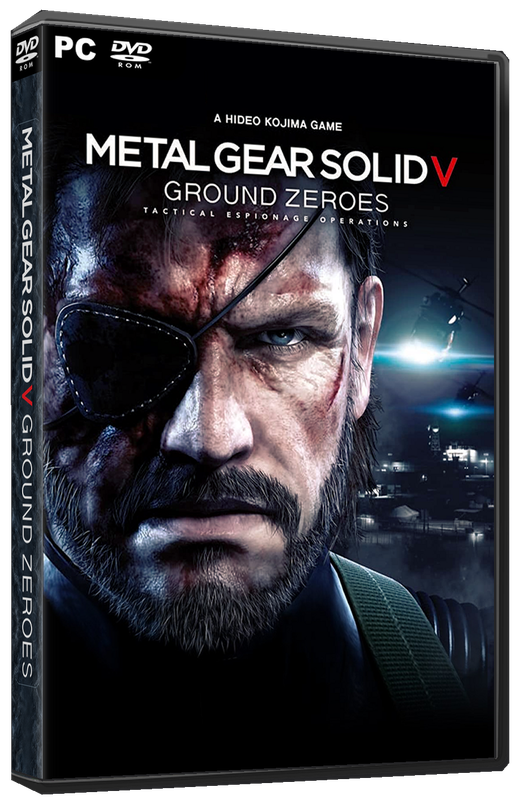 DVD
ROM
PC DVD
ROM
A HIDEO KOJIMA GAME
METAL GEAR SOLID V
GROUND ZEROES
TACTICAL ESPIONAGE OPERATIONS
METAL GEAR SOLID V GROUND ZEROES